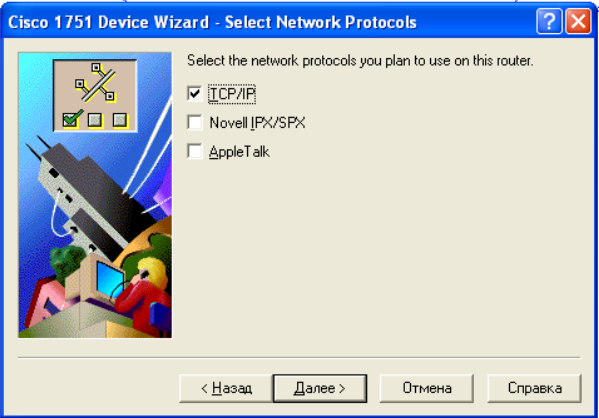 Cisco 1751 Device Wizard - Select Network Protocols
Select the network protocols you plan to use on this router.
TCP/IP
Novell IPX/SPX
AppleTalk
< Назад
Далее >
Отмена
Справка